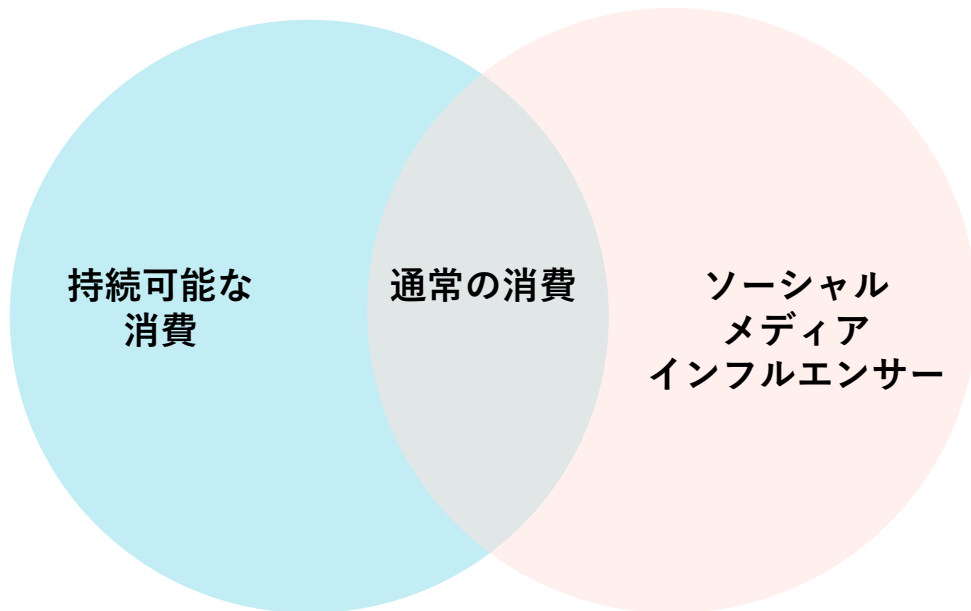 持続可能な
消費
通常の消費
ソーシャル
メディア
インフルエンサー